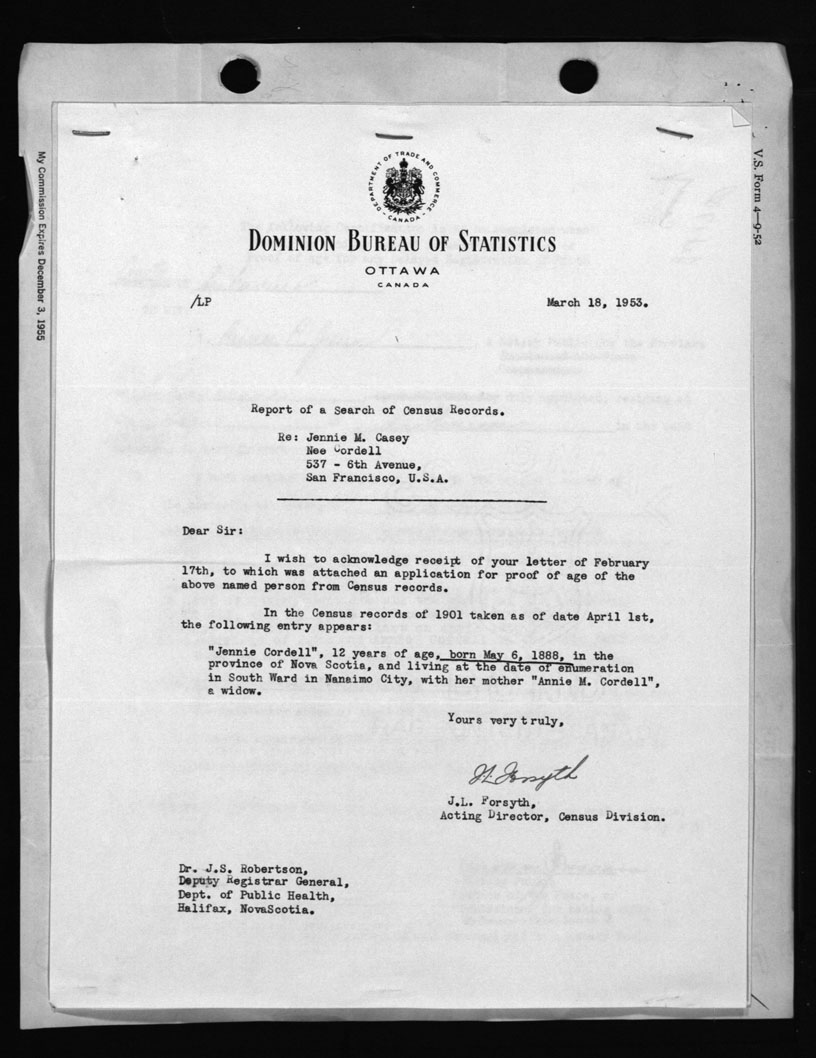 My Commission Expires December 3, 1955
V.S. Form 4—9-52
DEPARTMENT OF TRADE AND COMMERCE
- CANADA -
DOMINION BUREAU OF STATISTICS
OTTAWA
CANADA
/LP
March 18, 1953.
Report of a Search of Census Records.
Re: Jennie M. Casey
Nee Cordell
537 - 6th Avenue,
San Francisco, U.S.A.
Dear Sir:
I wish to acknowledge receipt of your letter of February
17th, to which was attached an application for proof of age of the
above named person from Census records.
In the Census records of 1901 taken as of date April 1st,
the following entry appears:
"Jennie Cordell", 12 years of age, born May 6, 1888, in the
province of Nova Scotia, and living at the date of enumeration
in South Ward in Nanaimo City, with her mother "Annie M. Cordell",
a widow.
Yours very truly,
J.L. Forsyth
J.L. Forsyth,
Acting Director, Census Division.
Dr. J.S. Robertson,
Deputy Registrar General,
Dept. of Public Health,
Halifax, NovaScotia.